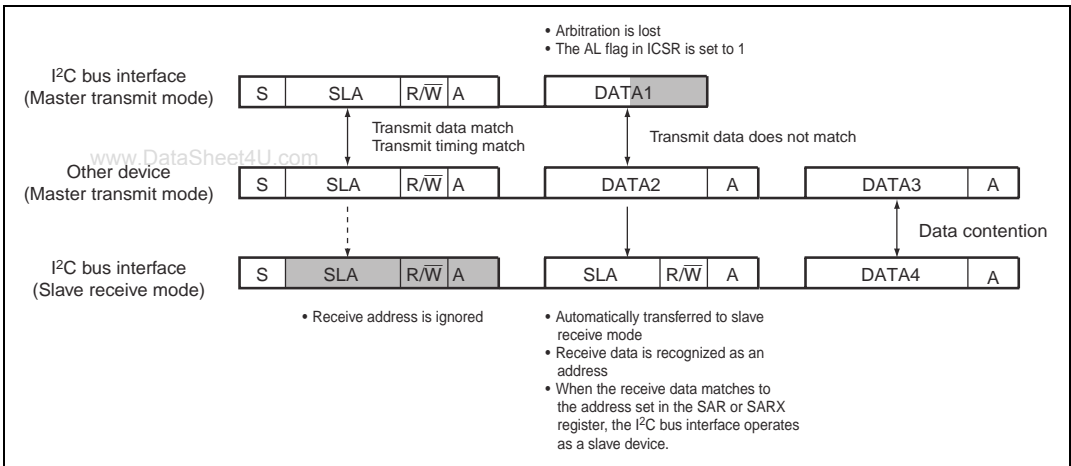 • Arbitration is lost
• The AL flag in ICSR is set to 1
I²C bus interface
(Master transmit mode)
S SLA R/W̅ A DATA1
Transmit data match
Transmit timing match
Transmit data does not match
www.DataSheet4U.com
Other device
(Master transmit mode)
S SLA R/W̅ A DATA2 A DATA3 A
Data contention
I²C bus interface
(Slave receive mode)
S SLA R/W̅ A SLA R/W̅ A DATA4 A
• Receive address is ignored
• Automatically transferred to slave
receive mode
• Receive data is recognized as an
address
• When the receive data matches to
the address set in the SAR or SARX
register, the I²C bus interface operates
as a slave device.